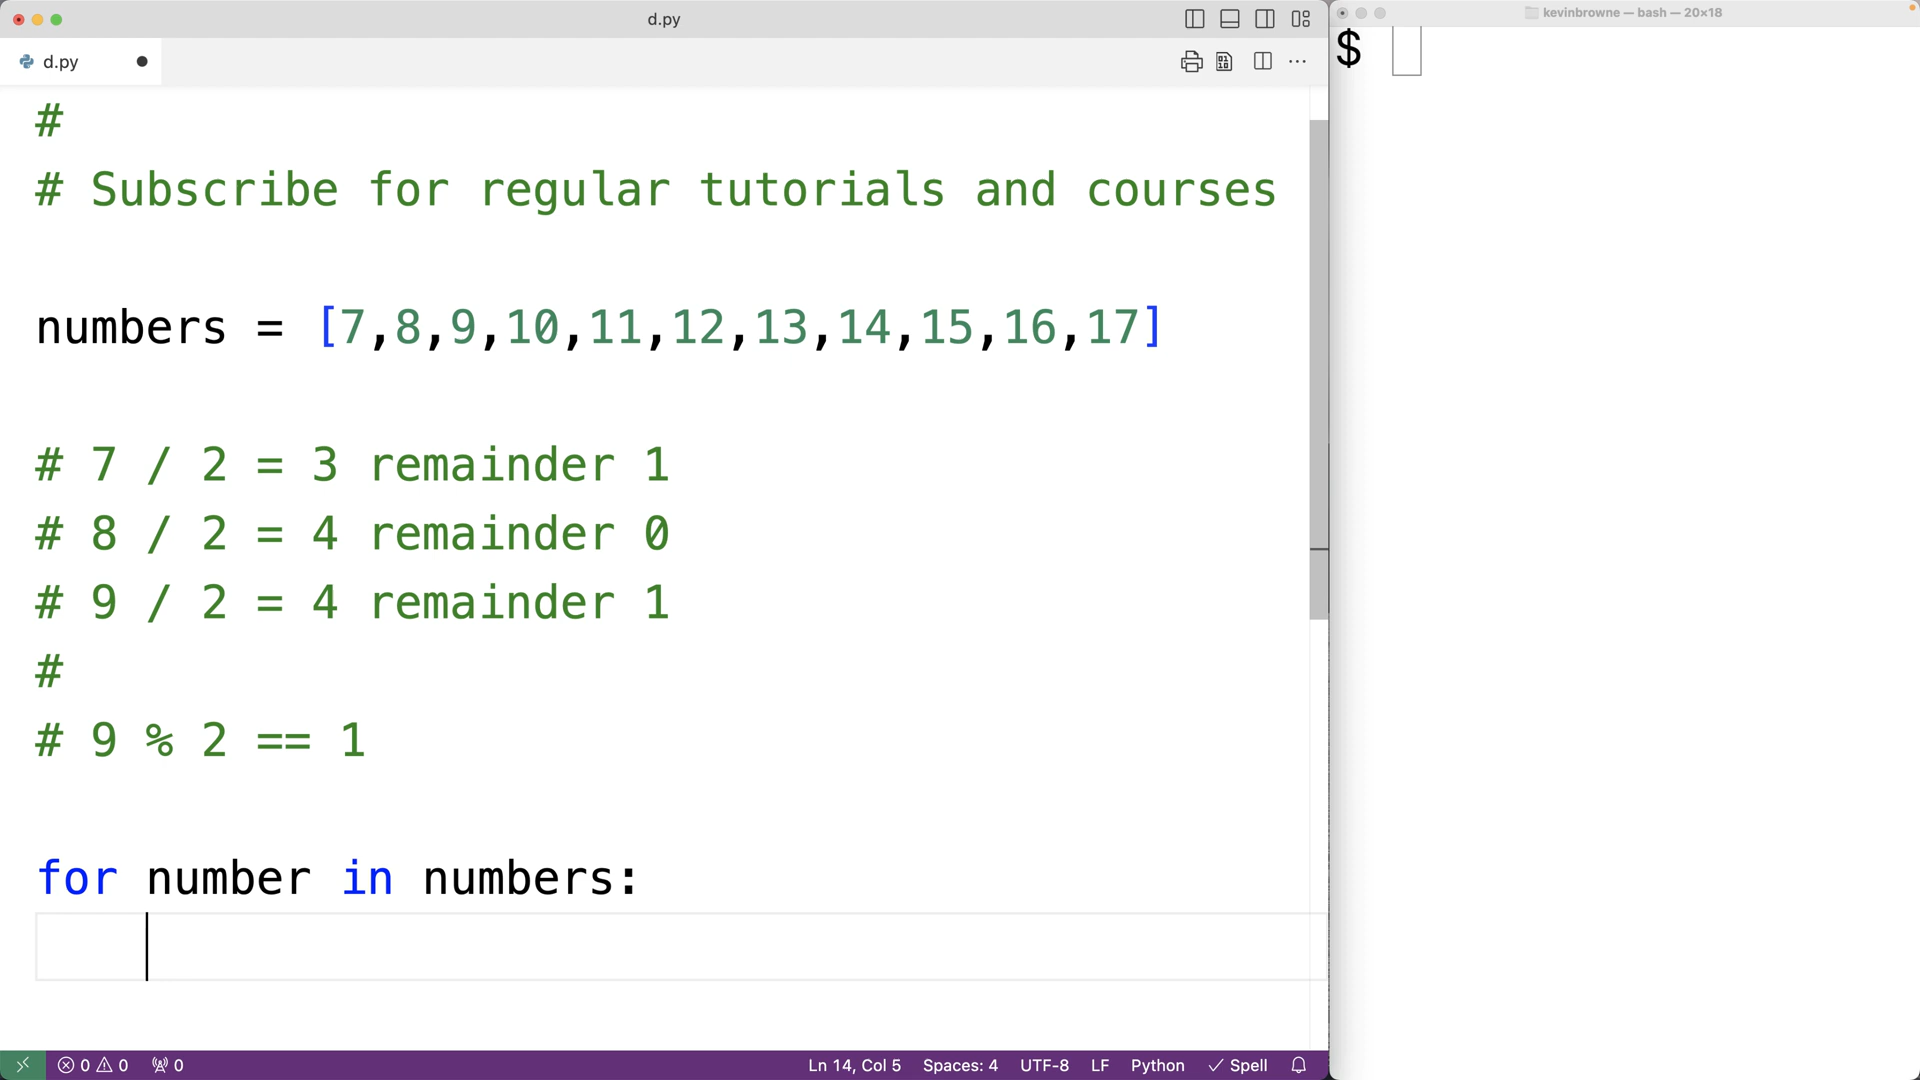 d.py
d.py
#
# Subscribe for regular tutorials and courses
numbers = [7,8,9,10,11,12,13,14,15,16,17]
# 7 / 2 = 3 remainder 1
# 8 / 2 = 4 remainder 0
# 9 / 2 = 4 remainder 1
#
# 9 % 2 == 1
for number in numbers:
0 0 0 Ln 14, Col 5 Spaces: 4 UTF-8 LF Python Spell
kevinbrowne — bash — 20×18
$